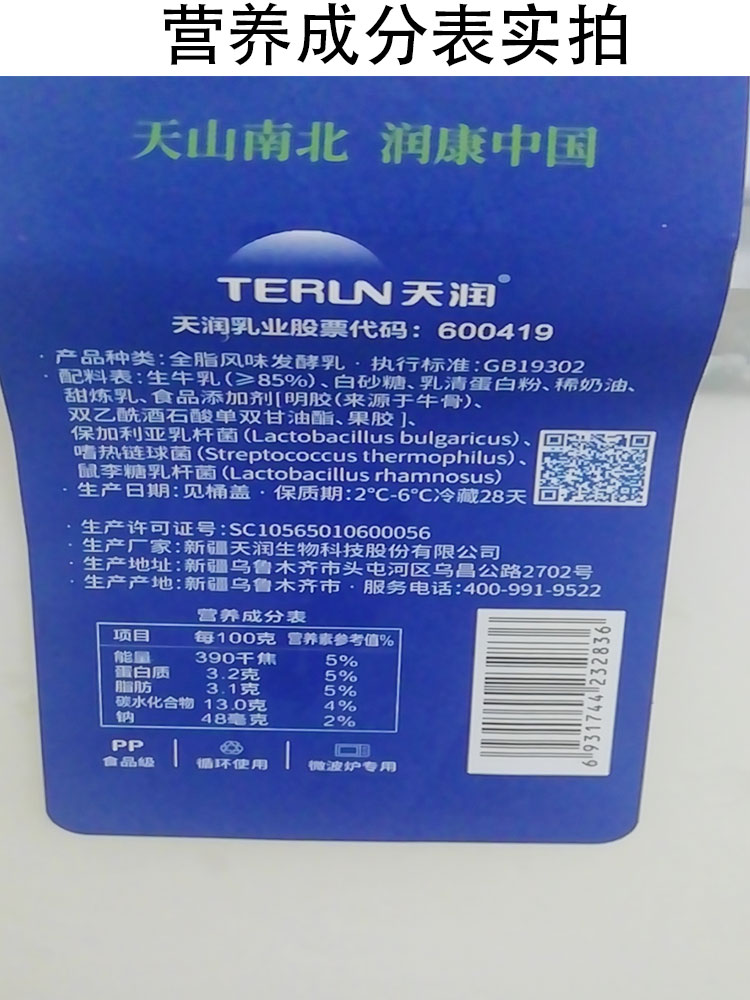 营养成分表实拍
天山南北 润康中国
TERUN天润
天润乳业股票代码：600419
·产品种类：全脂风味发酵乳·执行标准：GB19302
·配料表：生牛乳(≥85%)、白砂糖、乳清蛋白粉、稀奶油、
甜炼乳、食品添加剂[明胶(来源于牛骨)、
双乙酰酒石酸单双甘油酯、果胶]、
保加利亚乳杆菌(Lactobacillus bulgaricus)、
嗜热链球菌(Streptococcus thermophilus)、
鼠李糖乳杆菌(Lactobacillus rhamnosus)
·生产日期：见桶盖·保质期：2°C-6°C冷藏28天
·生产许可证号：SC10565010600056
·生产厂家：新疆天润生物科技股份有限公司
·生产地址：新疆乌鲁木齐市头屯河区乌昌公路2702号
·生产产地：新疆乌鲁木齐市·服务电话：400-991-9522
营养成分表
项目 每100克 营养素参考值%
能量 390千焦 5%
蛋白质 3.2克 5%
脂肪 3.1克 5%
碳水化合物 13.0克 4%
钠 48毫克 2%
PP
食品级 循环使用 微波炉专用
6931744232836